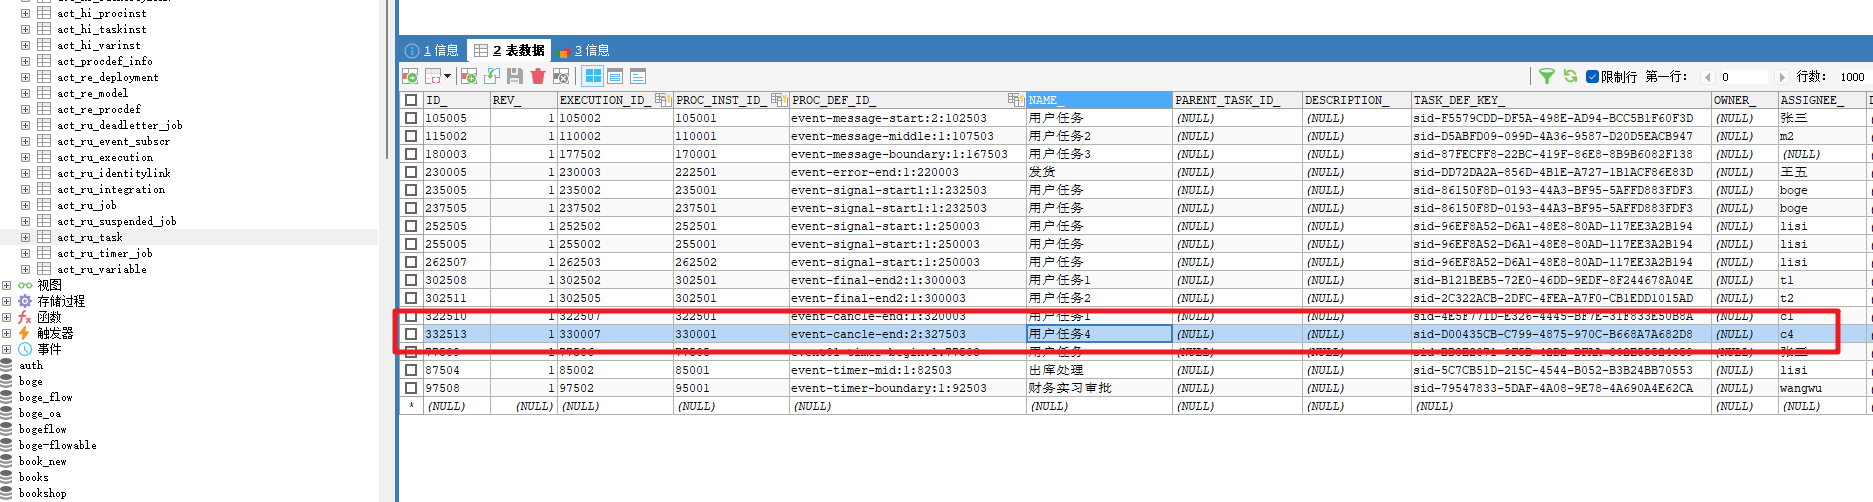 act_hi_procinst
act_hi_taskinst
act_hi_varinst
act_procdef_info
act_re_deployment
act_re_model
act_re_procdef
act_ru_deadletter_job
act_ru_event_subscr
act_ru_execution
act_ru_identitylink
act_ru_integration
act_ru_job
act_ru_suspended_job
act_ru_task
act_ru_timer_job
act_ru_variable
视图
存储过程
函数
触发器
事件
auth
boge
boge_flow
boge_oa
bogeflow
boge-flowable
book_new
books
bookshop
1 信息 2 表数据 3 信息
限制行 第一行: 0 行数: 1000
ID_ REV_ EXECUTION_ID_ PROC_INST_ID_ PROC_DEF_ID_ NAME_ PARENT_TASK_ID_ DESCRIPTION_ TASK_DEF_KEY_ OWNER_ ASSIGNEE_
105005 1 105002 105001 event-message-start:2:102503 用户任务 (NULL) (NULL) sid-F5579CDD-DF5A-498E-AD94-BCC5B1F60F3D (NULL) 张三
115002 1 110002 110001 event-message-middle:1:107503 用户任务2 (NULL) (NULL) sid-D5ABFD09-099D-4A36-9587-D20D5EACB947 (NULL) m2
180003 1 177502 170001 event-message-boundary:1:167503 用户任务3 (NULL) (NULL) sid-87FECFF8-22BC-419F-86E8-8B9B6082F138 (NULL) (NULL)
230005 1 230003 222501 event-error-end:1:220003 发货 (NULL) (NULL) sid-DD72DA2A-856D-4B1E-A727-1B1ACF86E83D (NULL) 王五
235005 1 235002 235001 event-signal-start1:1:232503 用户任务 (NULL) (NULL) sid-86150F8D-0193-44A3-BF95-5AFFD883FDF3 (NULL) boge
237505 1 237502 237501 event-signal-start1:1:232503 用户任务 (NULL) (NULL) sid-86150F8D-0193-44A3-BF95-5AFFD883FDF3 (NULL) boge
252505 1 252502 252501 event-signal-start:1:250003 用户任务 (NULL) (NULL) sid-96EF8A52-D6A1-48E8-80AD-117EE3A2B194 (NULL) lisi
255005 1 255002 255001 event-signal-start:1:250003 用户任务 (NULL) (NULL) sid-96EF8A52-D6A1-48E8-80AD-117EE3A2B194 (NULL) lisi
262507 1 262503 262502 event-signal-start:1:250003 用户任务 (NULL) (NULL) sid-96EF8A52-D6A1-48E8-80AD-117EE3A2B194 (NULL) lisi
302508 1 302502 302501 event-final-end2:1:300003 用户任务1 (NULL) (NULL) sid-B121BEB5-72E0-46DD-9EDF-8F244678A04E (NULL) t1
302511 1 302505 302501 event-final-end2:1:300003 用户任务2 (NULL) (NULL) sid-2C322ACB-2DFC-4FEA-A7F0-CB1EDD1015AD (NULL) t2
322510 1 322507 322501 event-cancle-end:1:320003 用户任务1 (NULL) (NULL) sid-4E5F771D-E326-4445-BF7E-31F833E50B8A (NULL) c1
332513 1 330007 330001 event-cancle-end:2:327503 用户任务4 (NULL) (NULL) sid-D00435CB-C799-4875-970C-B668A7A682D8 (NULL) c4
87504 1 85002 85001 event-timer-mid:1:82503 出库处理 (NULL) (NULL) sid-5C7CB51D-215C-4544-B052-B3B24BB70553 (NULL) lisi
97508 1 97502 95001 event-timer-boundary:1:92503 财务实习审批 (NULL) (NULL) sid-79547833-5DAF-4A08-9E78-4A690A4E62CA (NULL) wangwu
* (NULL) (NULL) (NULL) (NULL) (NULL) (NULL) (NULL) (NULL) (NULL) (NULL) (NULL)